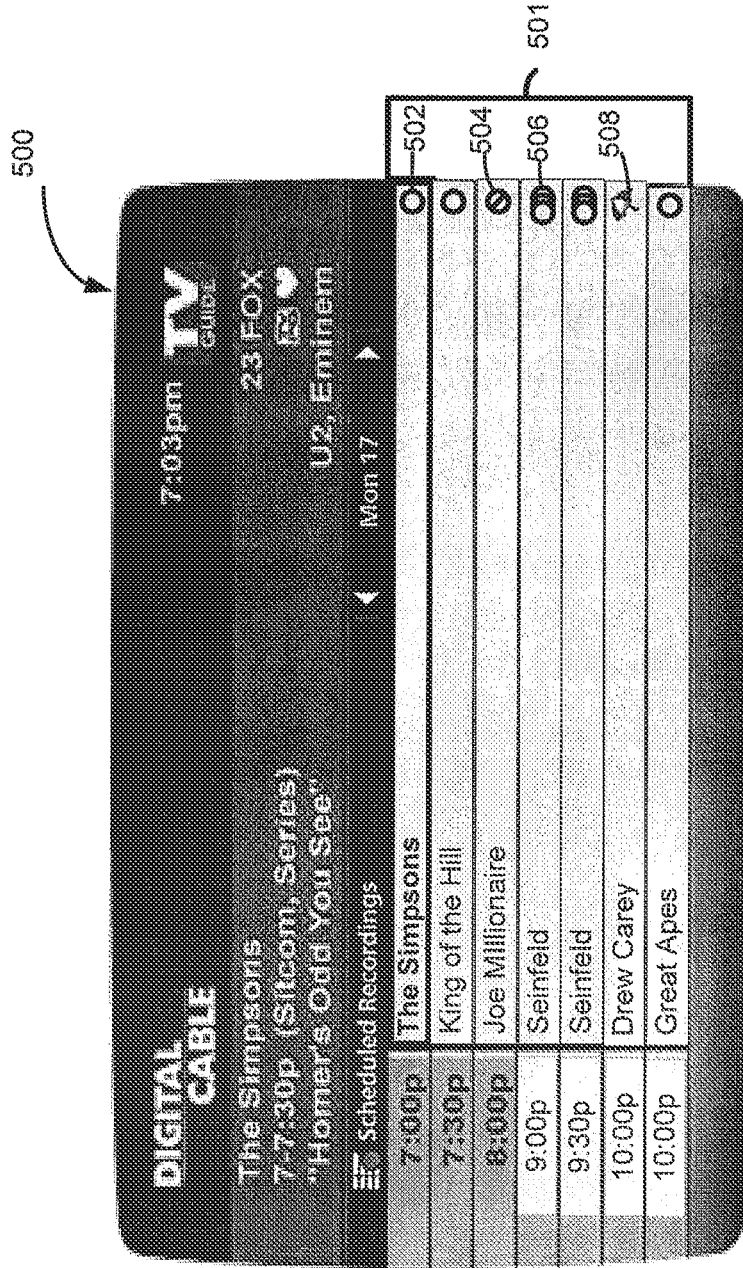 500
DIGITAL
CABLE
7:03pm
TV
GUIDE
The Simpsons
23 FOX
7-7:30p (Sitcom, Series)
"Homer's Odd You See"
U2, Eminem
Scheduled Recordings
Mon 17
7:00p The Simpsons
7:30p King of the Hill
8:00p Joe Millionaire
9:00p Seinfeld
9:30p Seinfeld
10:00p Drew Carey
10:00p Great Apes
502
504
506
508
501